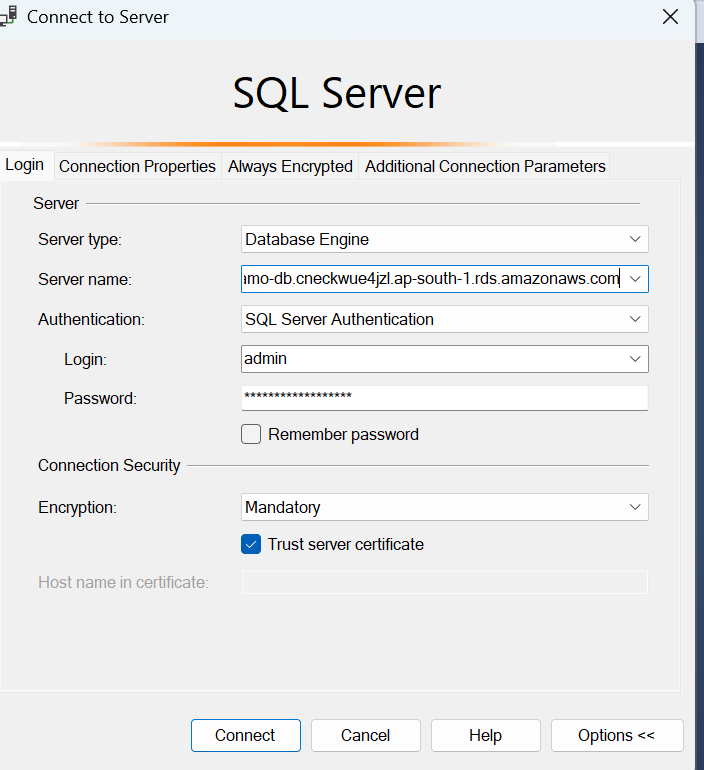 Connect to Server
SQL Server
Login Connection Properties Always Encrypted Additional Connection Parameters
Server
Server type: Database Engine
Server name: mo-db.cneckwue4jzl.ap-south-1.rds.amazonaws.com
Authentication: SQL Server Authentication
Login: admin
Password: ******************
Remember password
Connection Security
Encryption: Mandatory
Trust server certificate
Host name in certificate:
Connect Cancel Help Options <<